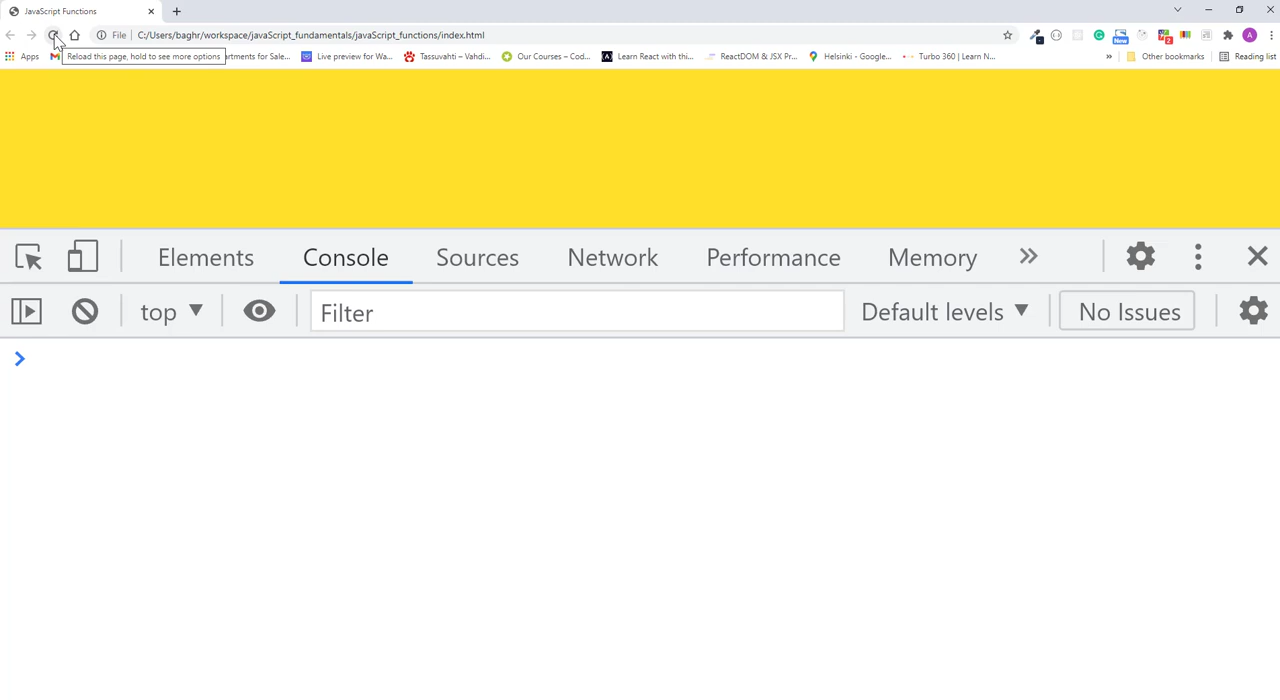 JavaScript Functions
File C:/Users/baghr/workspace/javaScript_fundamentals/javaScript_functions/index.html
Apps rtments for Sale... Live preview for Wa... Tassuvahti – Vahdi... Our Courses – Cod... Learn React with thi... ReactDOM & JSX Pr... Helsinki - Google... Turbo 360 | Learn N... » Other bookmarks Reading list
Reload this page, hold to see more options
Elements Console Sources Network Performance Memory
top Filter Default levels No Issues